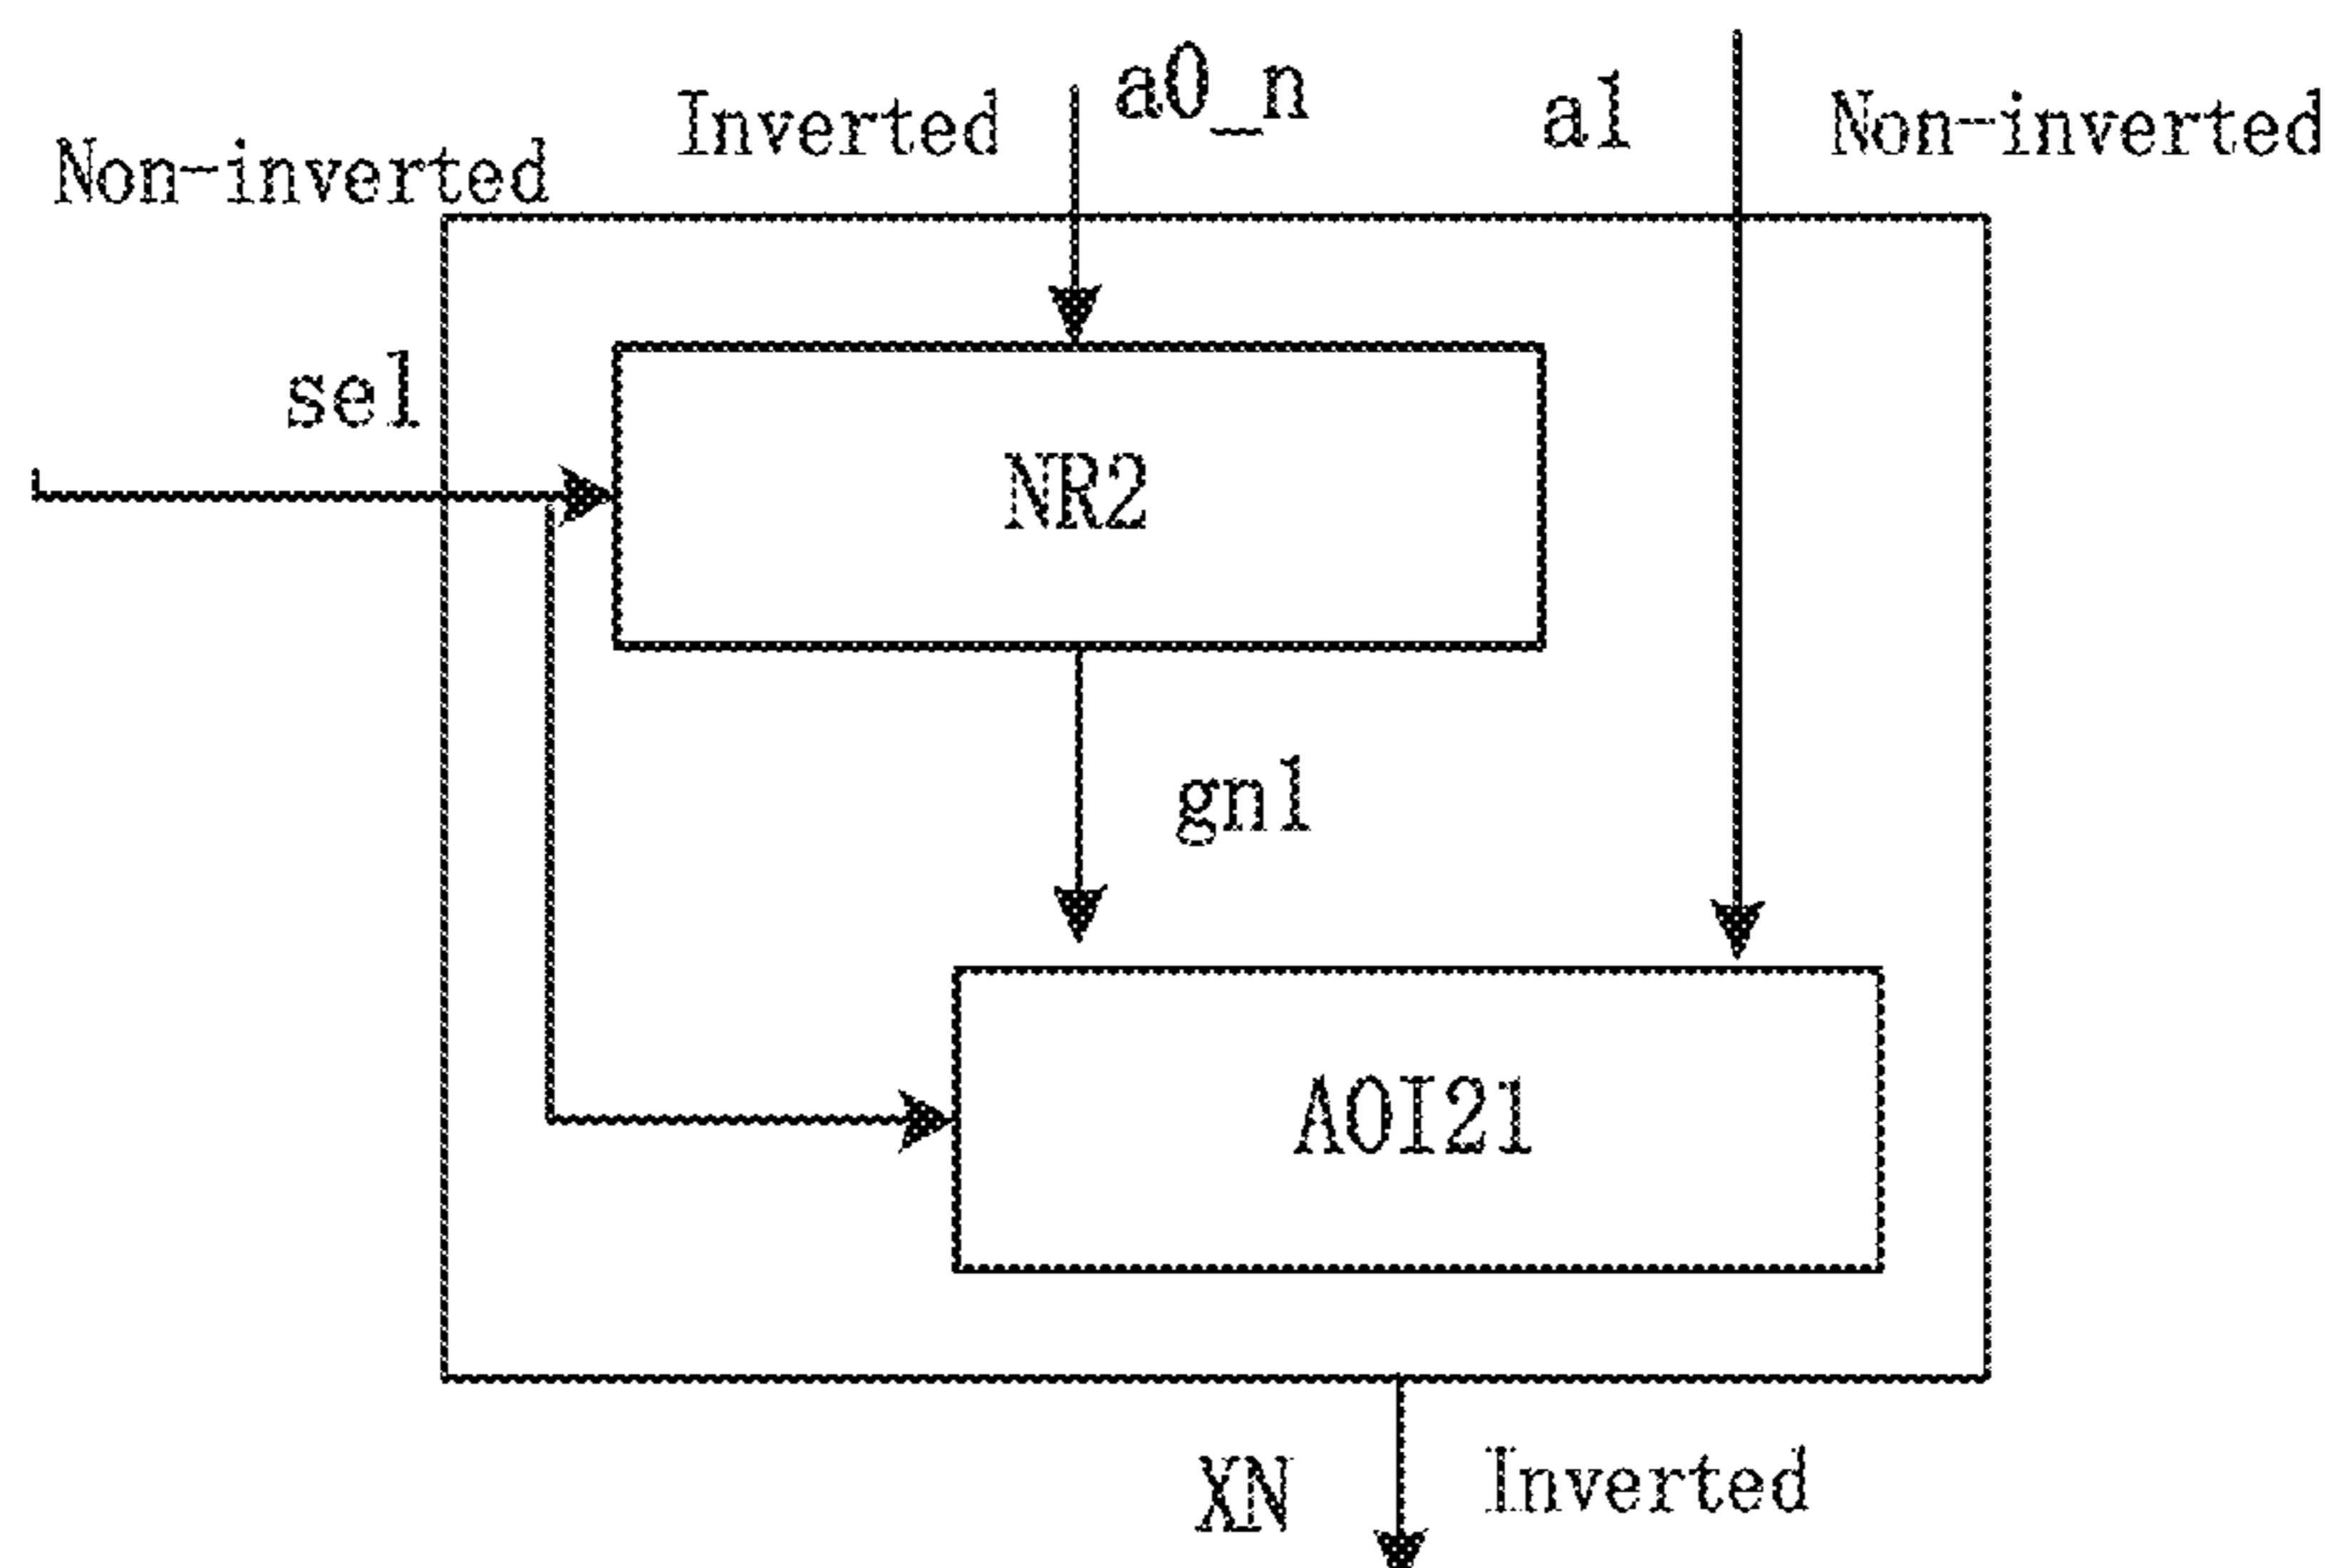 Non-inverted
Inverted
a0_n
a1
Non-inverted
sel
NR2
gn1
AOI21
XN
Inverted